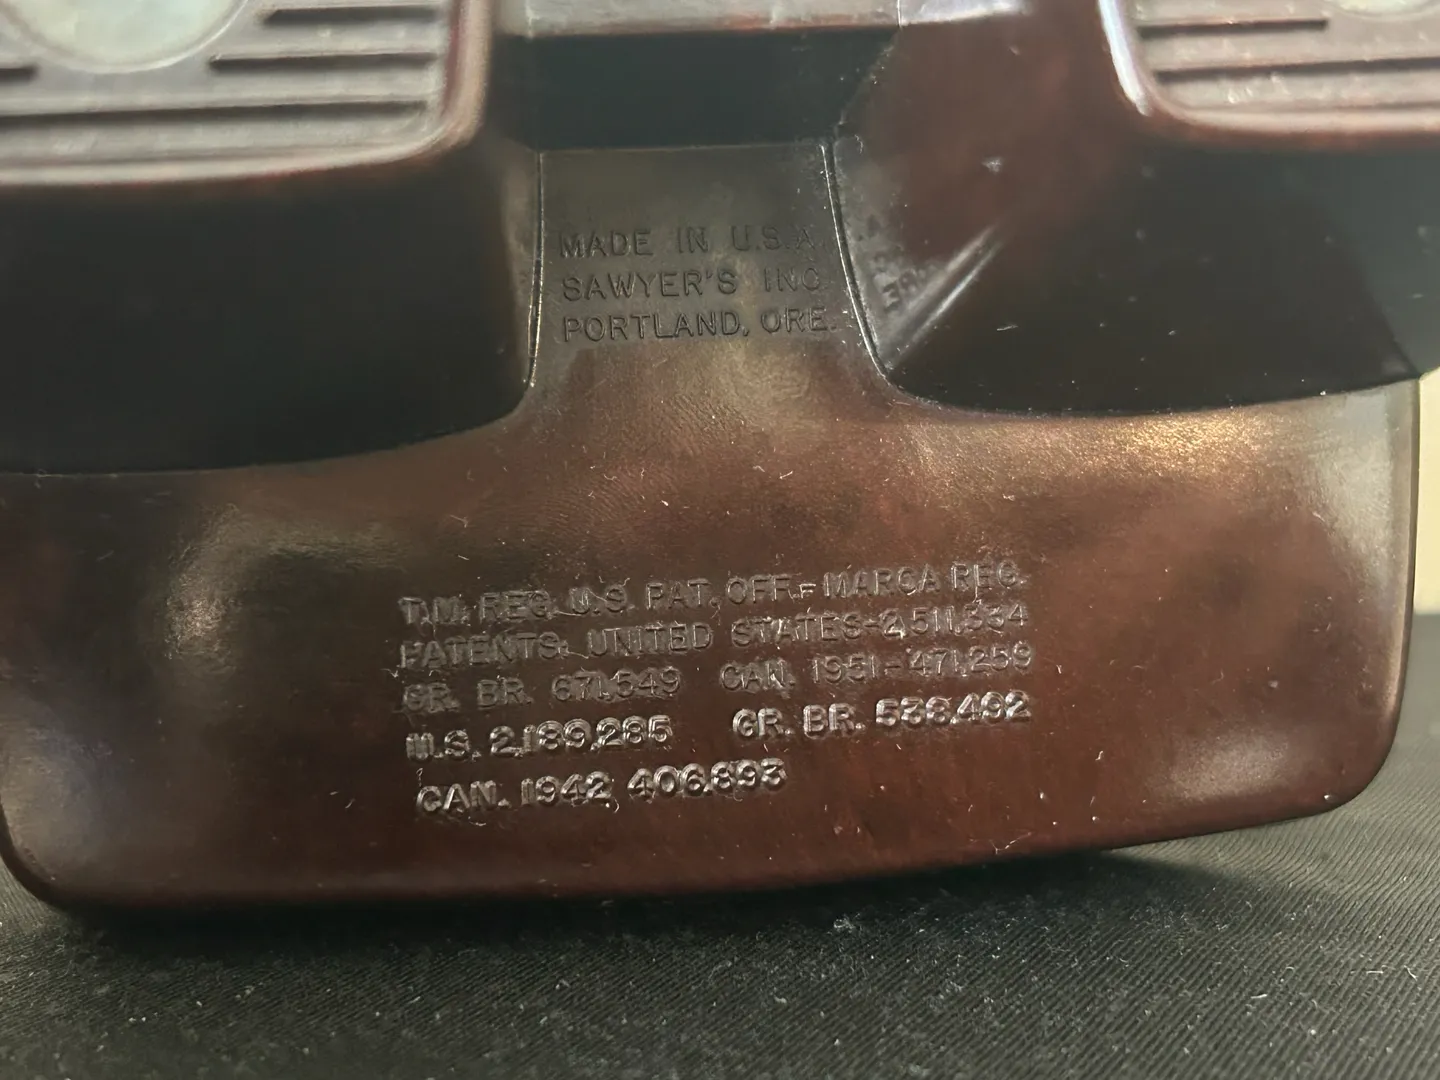 MADE IN U.S.A.
SAWYER'S INC
PORTLAND, ORE.
T.M. REG. U.S. PAT. OFF.- MARCA REG.
PATENTS: UNITED STATES-2,511,334
GR. BR. 671,549 CAN. 1951-471,259
U.S. 2,189,285 GR. BR. 538,492
CAN. 1942 406,893